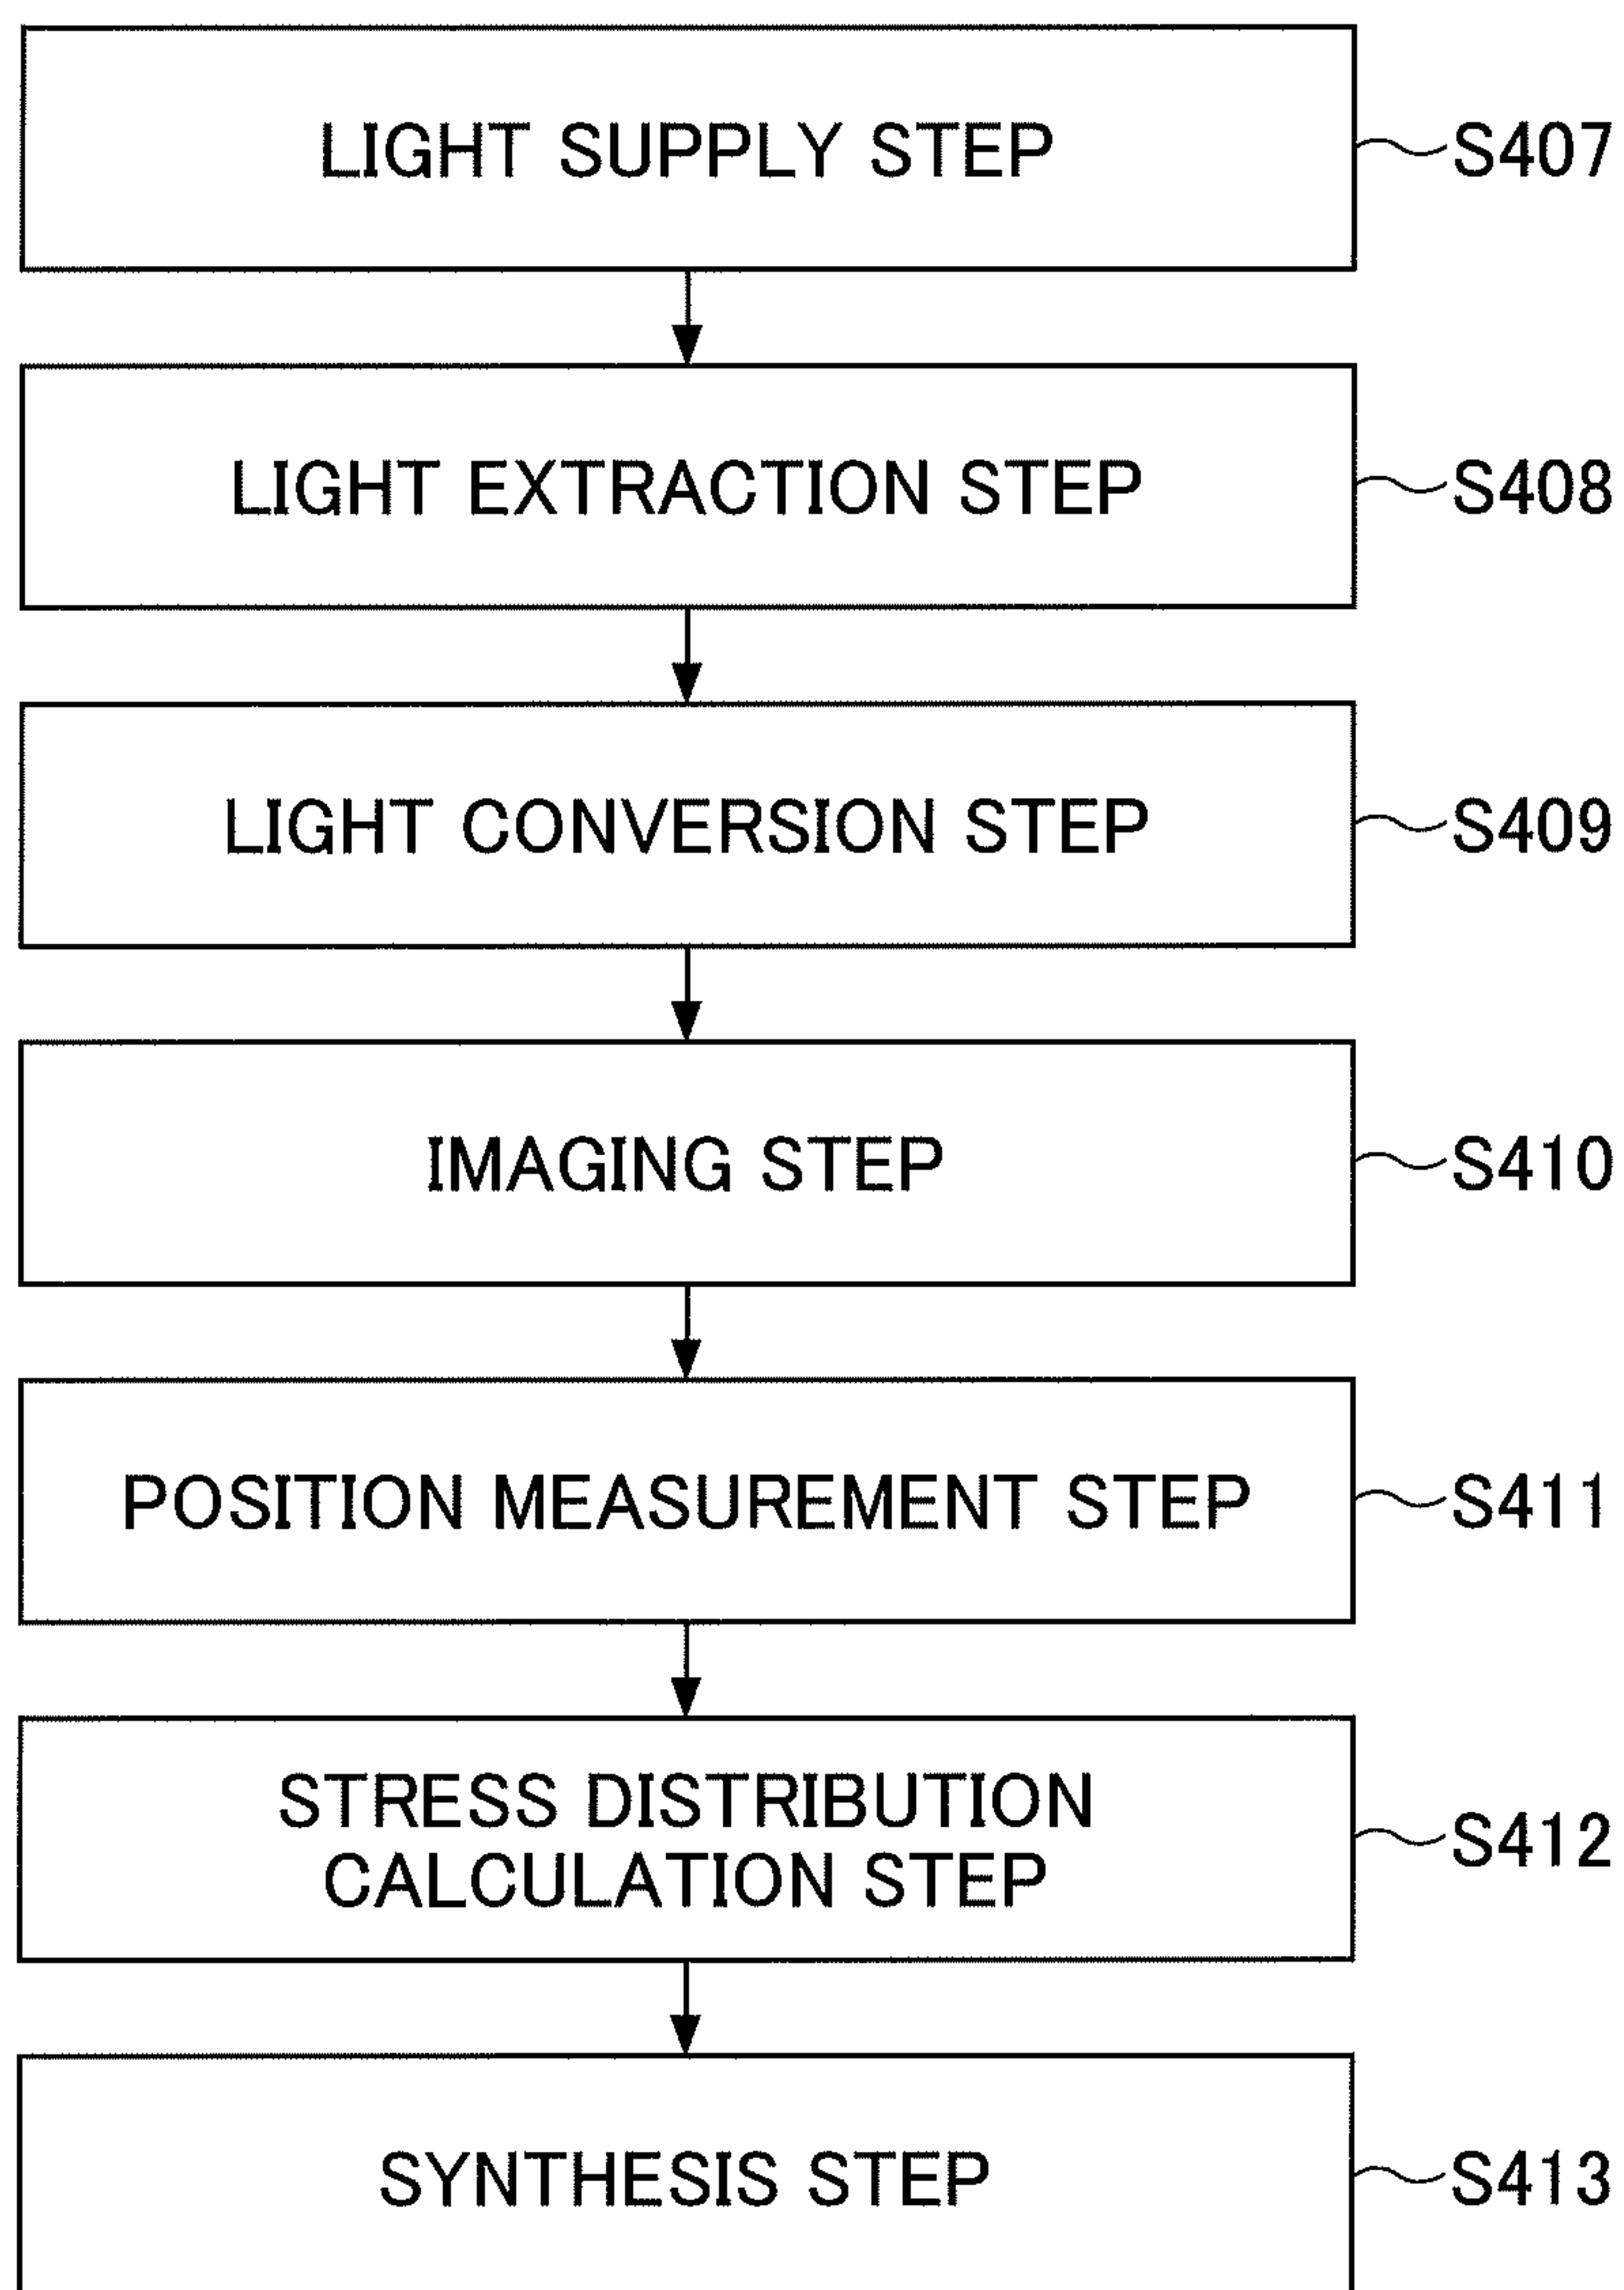 LIGHT SUPPLY STEP
S407
LIGHT EXTRACTION STEP
S408
LIGHT CONVERSION STEP
S409
IMAGING STEP
S410
POSITION MEASUREMENT STEP
S411
STRESS DISTRIBUTION
CALCULATION STEP
S412
SYNTHESIS STEP
S413